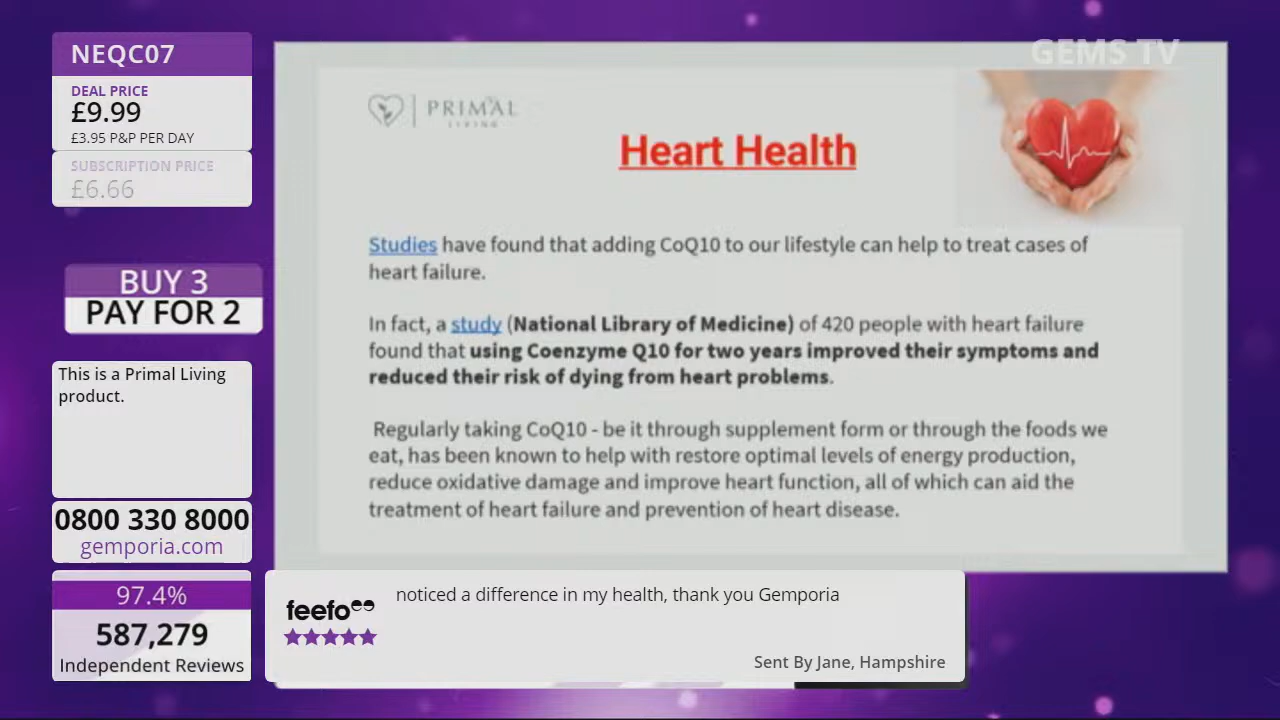 GEMS TV
NEQC07
DEAL PRICE
£9.99
£3.95 P&P PER DAY
SUBSCRIPTION PRICE
£6.66
BUY 3
PAY FOR 2
This is a Primal Living
product.
0800 330 8000
gemporia.com
97.4%
587,279
Independent Reviews
PRIMAL
LIVING
Heart Health
Studies have found that adding CoQ10 to our lifestyle can help to treat cases of
heart failure.
In fact, a study (National Library of Medicine) of 420 people with heart failure
found that using Coenzyme Q10 for two years improved their symptoms and
reduced their risk of dying from heart problems.
Regularly taking CoQ10 - be it through supplement form or through the foods we
eat, has been known to help with restore optimal levels of energy production,
reduce oxidative damage and improve heart function, all of which can aid the
treatment of heart failure and prevention of heart disease.
feefo
noticed a difference in my health, thank you Gemporia
Sent By Jane, Hampshire